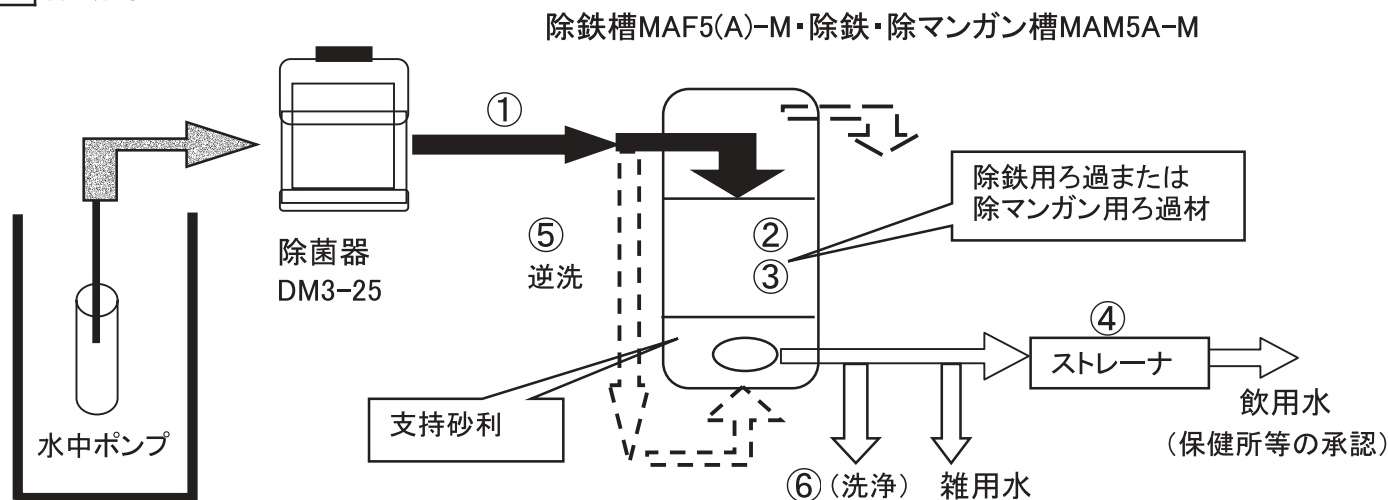 除鉄槽MAF5(A)-M・除鉄・除マンガン槽MAM5A-M
①
除鉄用ろ過または
除マンガン用ろ過材
②
③
⑤
逆洗
除菌器
DM3-25
④
ストレーナ
支持砂利
水中ポンプ
飲用水
(保健所等の承認)
⑥(洗浄)
雑用水